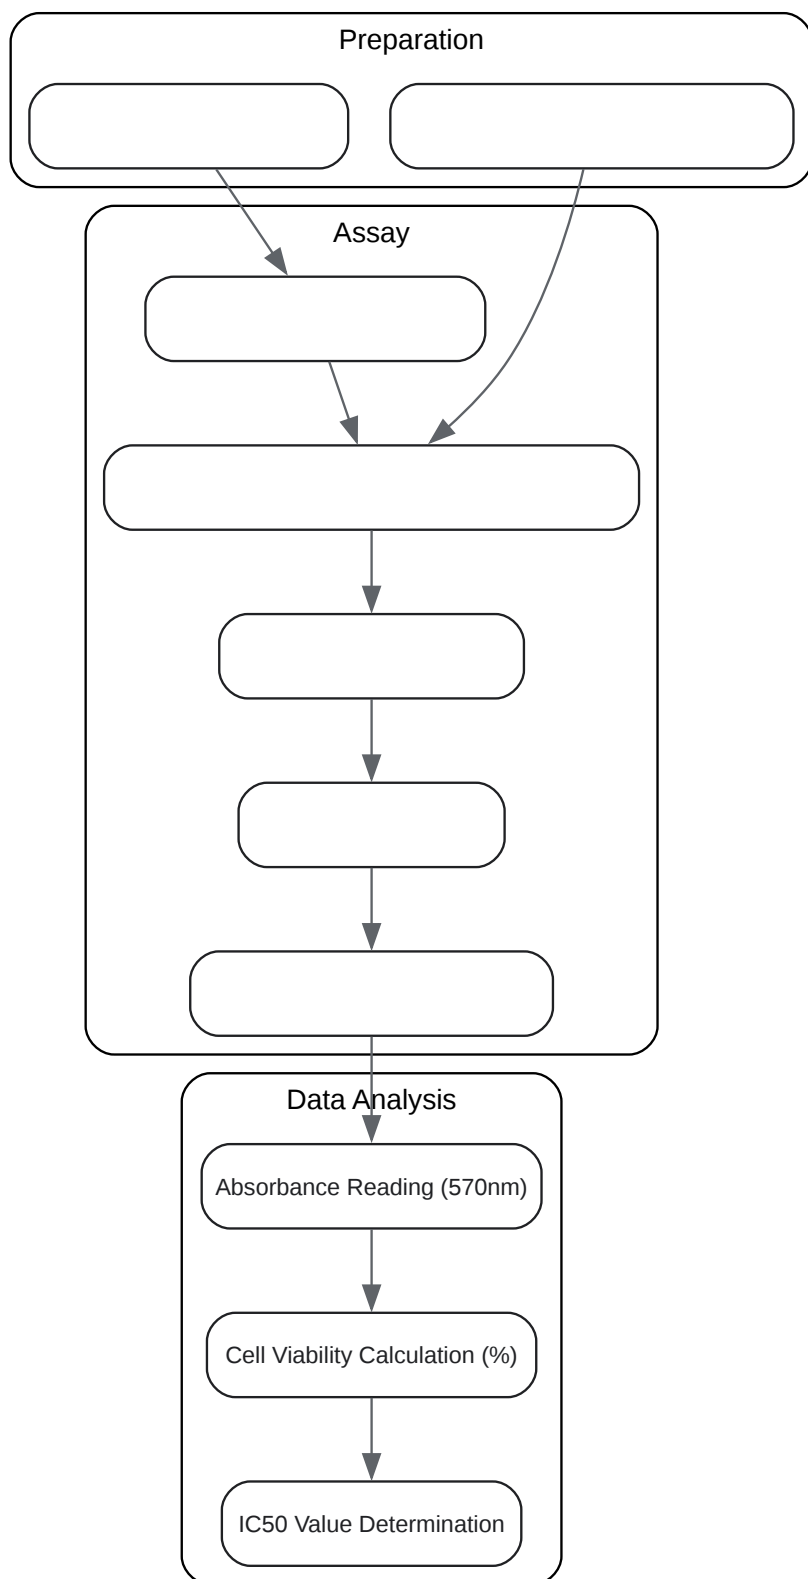 Preparation
Assay
Data Analysis
Absorbance Reading (570nm)
Cell Viability Calculation (%)
IC50 Value Determination